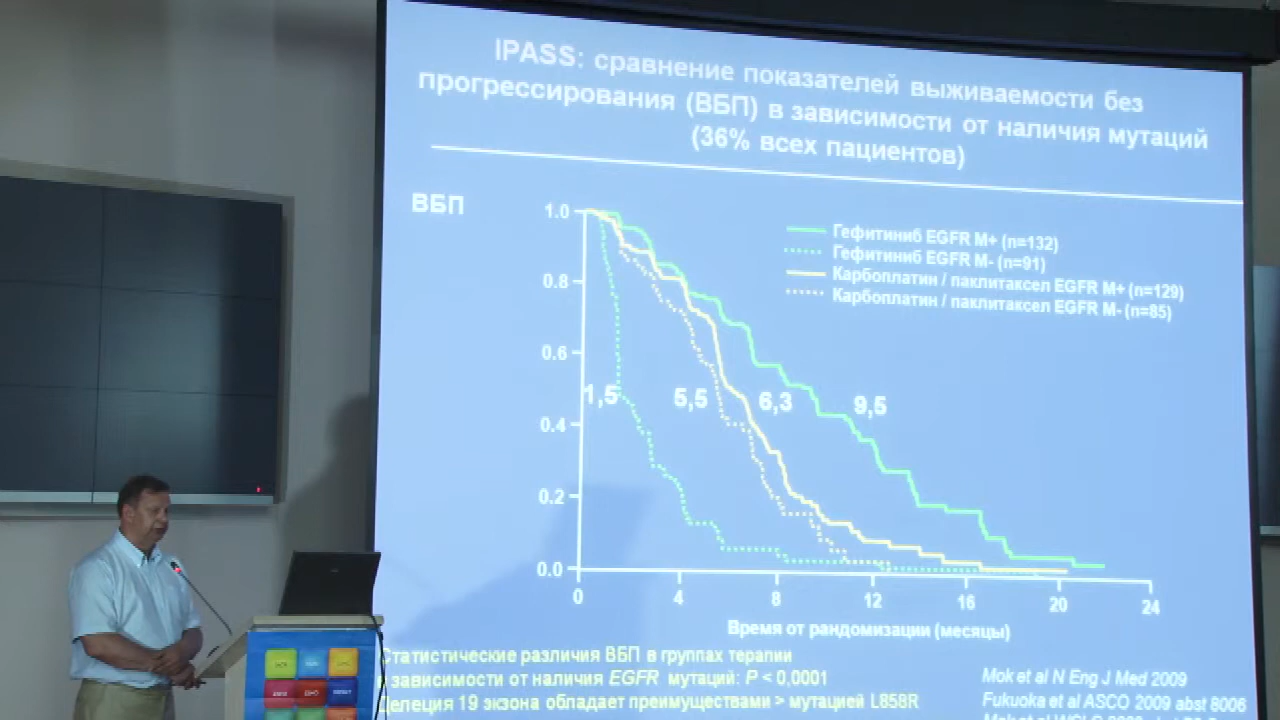 IPASS: сравнение показателей выживаемости без
прогрессирования (ВБП) в зависимости от наличия мутаций
(36% всех пациентов)
ВБП
1.0
0.8
0.6
0.4
0.2
0.0
Гефитиниб EGFR M+ (n=132)
Гефитиниб EGFR M- (n=91)
Карбоплатин / паклитаксел EGFR M+ (n=129)
Карбоплатин / паклитаксел EGFR M- (n=85)
1,5 5,5 6,3 9,5
0 4 8 12 16 20 24
Время от рандомизации (месяцы)
Статистические различия ВБП в группах терапии
зависимости от наличия EGFR мутаций: P < 0,0001
Делеция 19 экзона обладает преимуществами > мутацией L858R
Mok et al N Eng J Med 2009
Fukuoka et al ASCO 2009 abst 8006